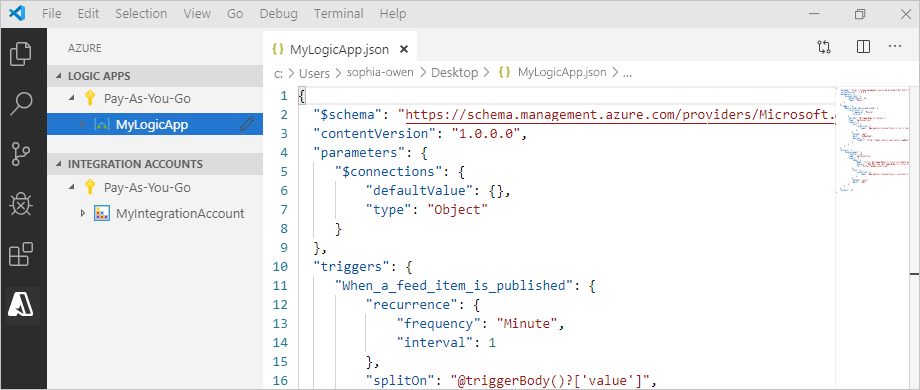 File Edit Selection View Go Debug Terminal Help
AZURE
LOGIC APPS
Pay-As-You-Go
MyLogicApp
INTEGRATION ACCOUNTS
Pay-As-You-Go
MyIntegrationAccount
{} MyLogicApp.json
c: > Users > sophia-owen > Desktop > {} MyLogicApp.json > ...
1 {
2 "$schema": "https://schema.management.azure.com/providers/Microsoft.
3 "contentVersion": "1.0.0.0",
4 "parameters": {
5 "$connections": {
6 "defaultValue": {},
7 "type": "Object"
8 }
9 },
10 "triggers": {
11 "When_a_feed_item_is_published": {
12 "recurrence": {
13 "frequency": "Minute",
14 "interval": 1
15 },
16 "splitOn": "@triggerBody()?['value']",